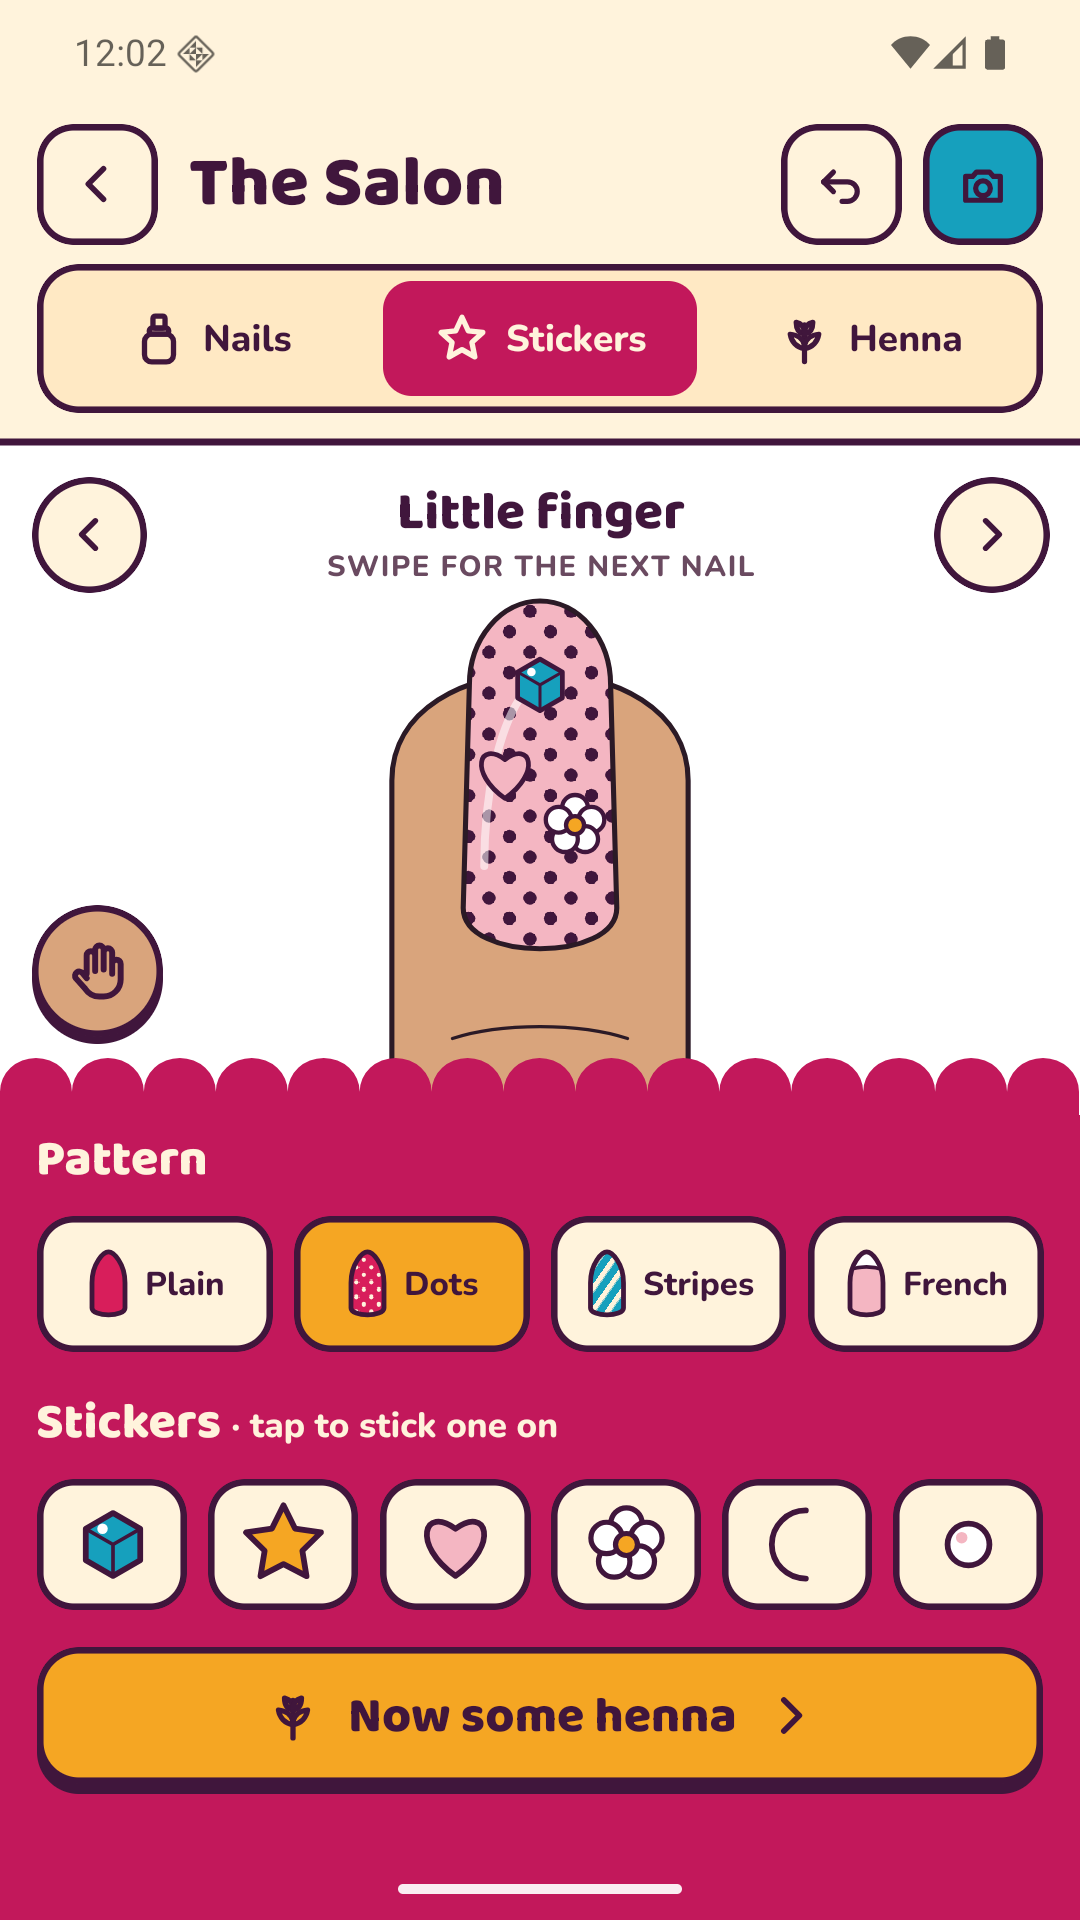 12:02
The Salon
Nails
Stickers
Henna
Little finger
SWIPE FOR THE NEXT NAIL
Pattern
Plain
Dots
Stripes
French
Stickers · tap to stick one on
Now some henna